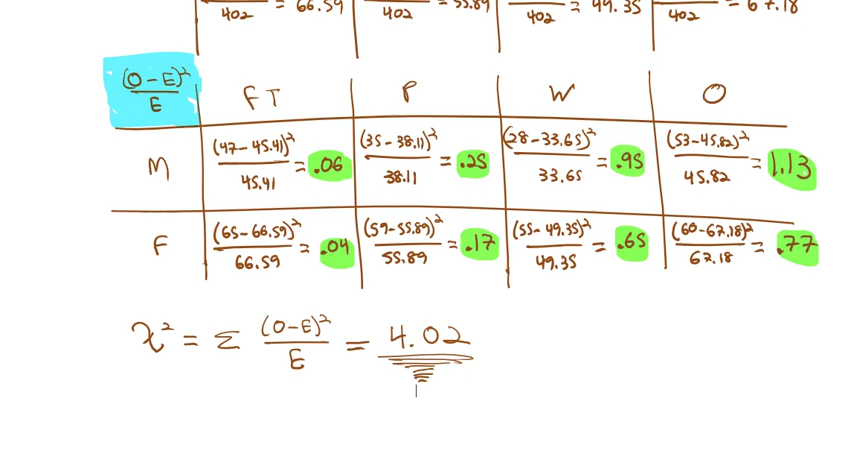 402 = 66.59 402 = 55.89 402 = 49.35 402 = 67.18
(O-E)²/E FT P W O
M (47-45.41)²/45.41 = .06 (35-38.11)²/38.11 = .25 (28-33.65)²/33.65 = .95 (53-45.82)²/45.82 = 1.13
F (65-66.59)²/66.59 = .04 (59-55.89)²/55.89 = .17 (55-49.35)²/49.35 = .65 (60-67.18)²/67.18 = .77
χ² = Σ (O-E)²/E = 4.02